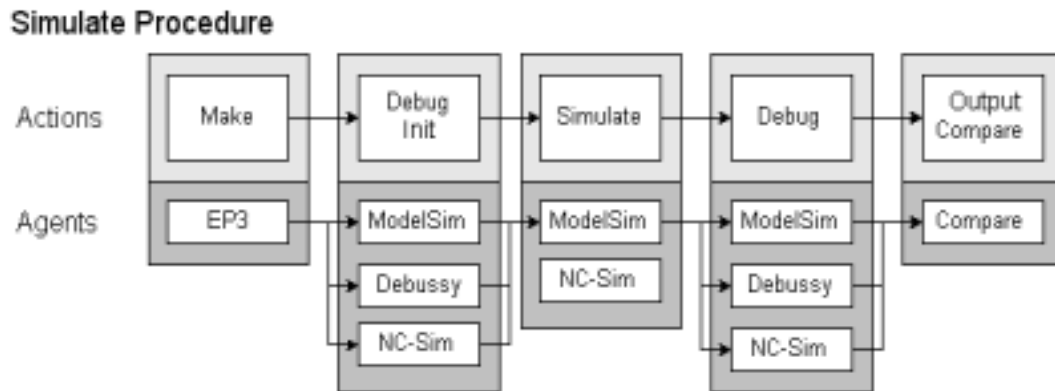 Simulate Procedure
Actions
Make
Debug
Init
Simulate
Debug
Output
Compare
Agents
EP3
ModelSim
ModelSim
ModelSim
Compare
Debussy
NC-Sim
Debussy
NC-Sim
NC-Sim